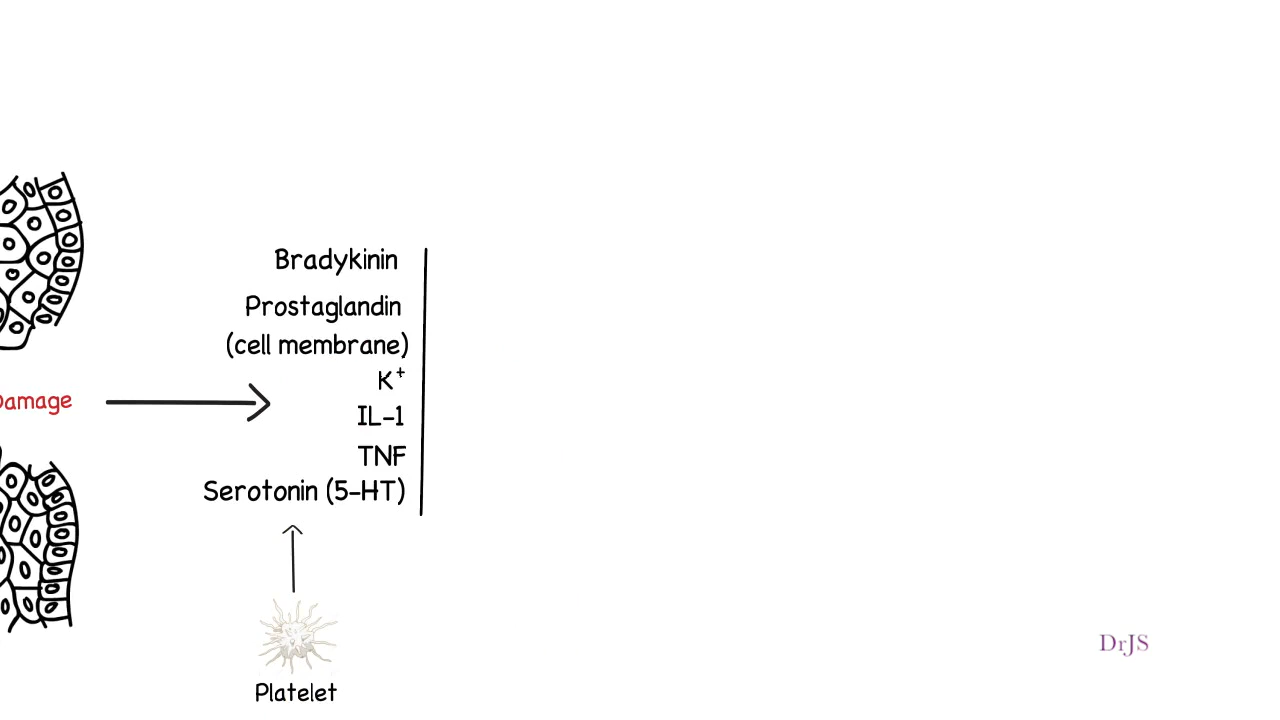 Bradykinin
Prostaglandin
(cell membrane)
K⁺
Damage
IL-1
TNF
Serotonin (5-HT)
Platelet
DrJS